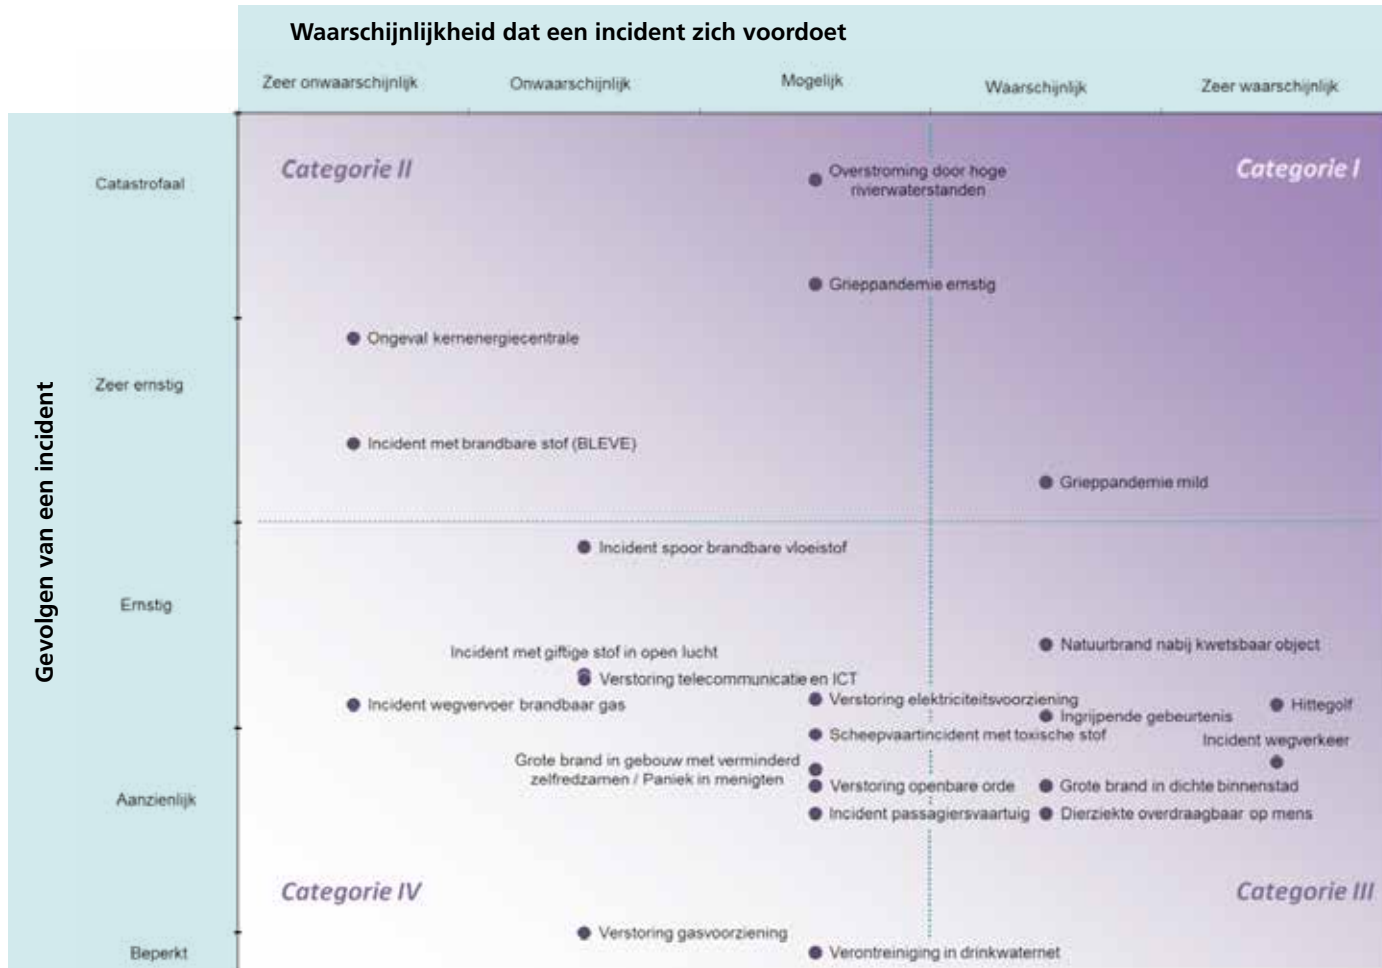 Waarschijnlijkheid dat een incident zich voordoet
Zeer onwaarschijnlijk
Onwaarschijnlijk
Mogelijk
Waarschijnlijk
Zeer waarschijnlijk
Gevolgen van een incident
Catastrofaal
Zeer ernstig
Ernstig
Aanzienlijk
Beperkt
Categorie II
Categorie I
Overstroming door hoge
rivierwaterstanden
Grieppandemie ernstig
Ongeval kernenergiecentrale
Incident met brandbare stof (BLEVE)
Grieppandemie mild
Incident spoor brandbare vloeistof
Natuurbrand nabij kwetsbaar object
Incident met giftige stof in open lucht
Verstoring telecommunicatie en ICT
Incident wegvervoer brandbaar gas
Verstoring elektriciteitsvoorziening
Hittegolf
Ingrijpende gebeurtenis
Scheepvaartincident met toxische stof
Incident wegverkeer
Grote brand in gebouw met verminderd
zelfredzamen / Paniek in menigten
Verstoring openbare orde
Grote brand in dichte binnenstad
Incident passagiersvaartuig
Dierziekte overdraagbaar op mens
Categorie IV
Categorie III
Verstoring gasvoorziening
Verontreiniging in drinkwaternet